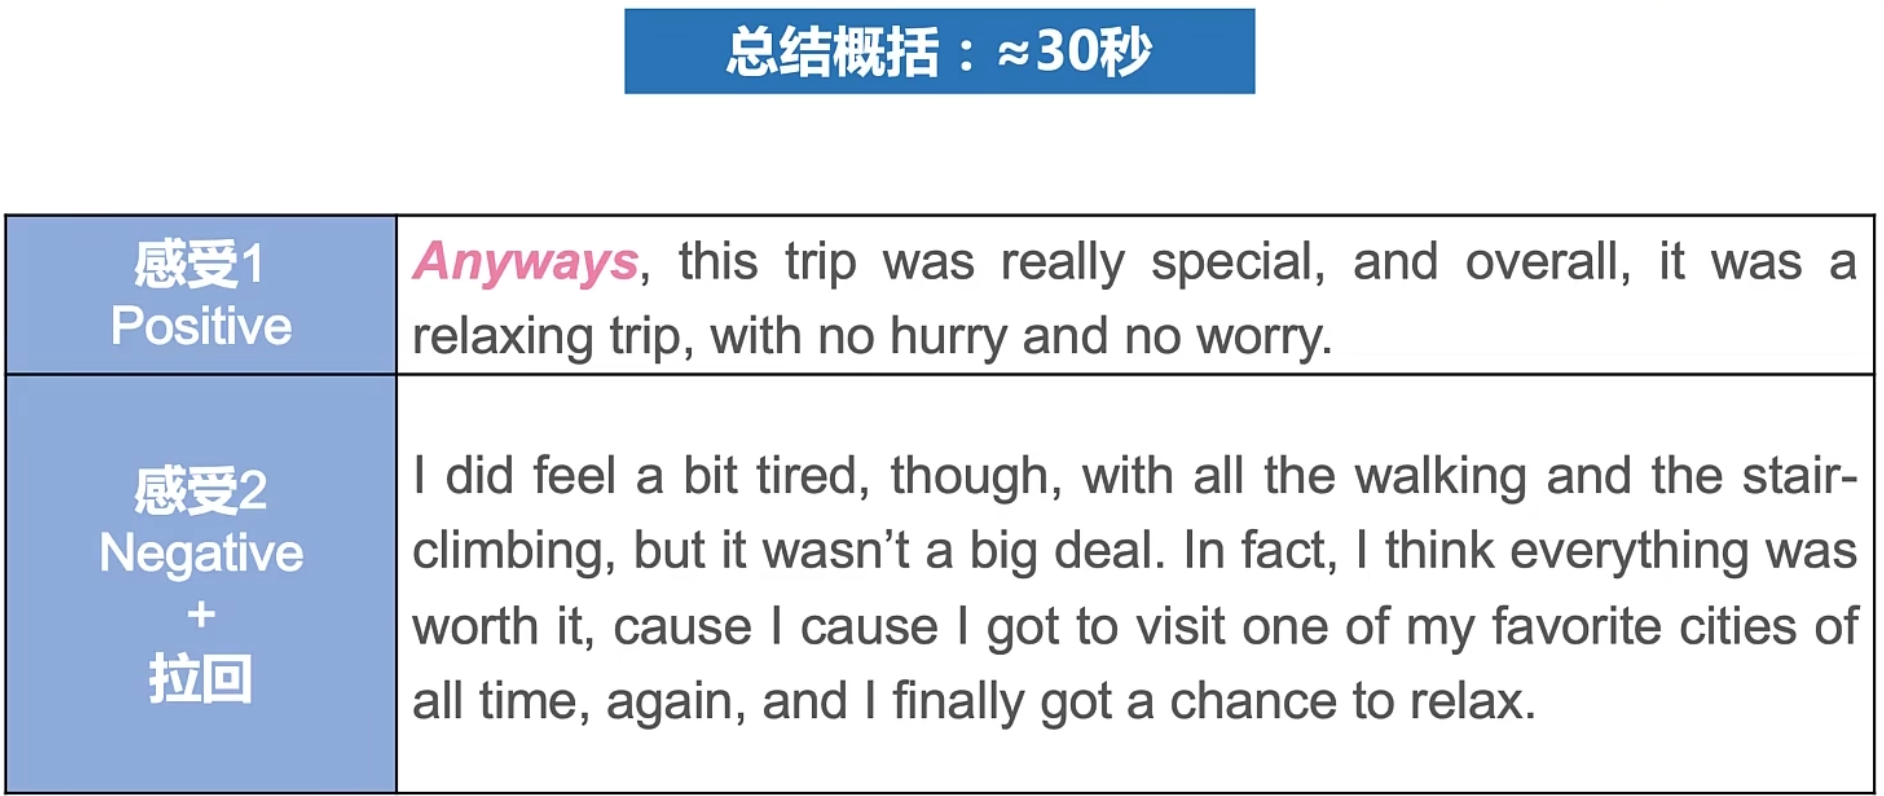 总结概括：≈30秒
感受1
Positive
Anyways, this trip was really special, and overall, it was a
relaxing trip, with no hurry and no worry.
感受2
Negative
+
拉回
I did feel a bit tired, though, with all the walking and the stair-
climbing, but it wasn’t a big deal. In fact, I think everything was
worth it, cause I cause I got to visit one of my favorite cities of
all time, again, and I finally got a chance to relax.